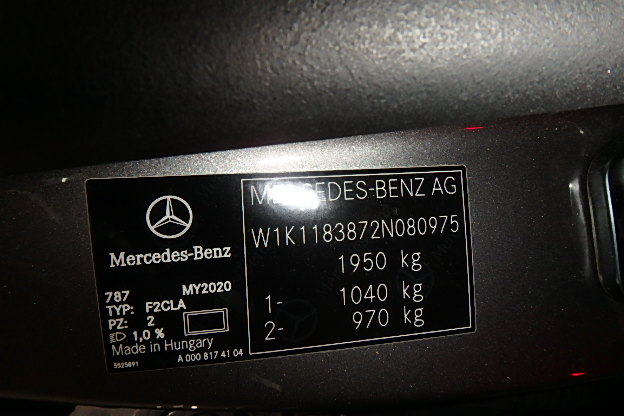 MERCEDES-BENZ AG
W1K1183872N080975
1950 kg
1- 1040 kg
2- 970 kg
Mercedes-Benz
787 MY2020
TYP: F2CLA
PZ: 2
1,0 %
Made in Hungary
A 000 817 41 04
5525891